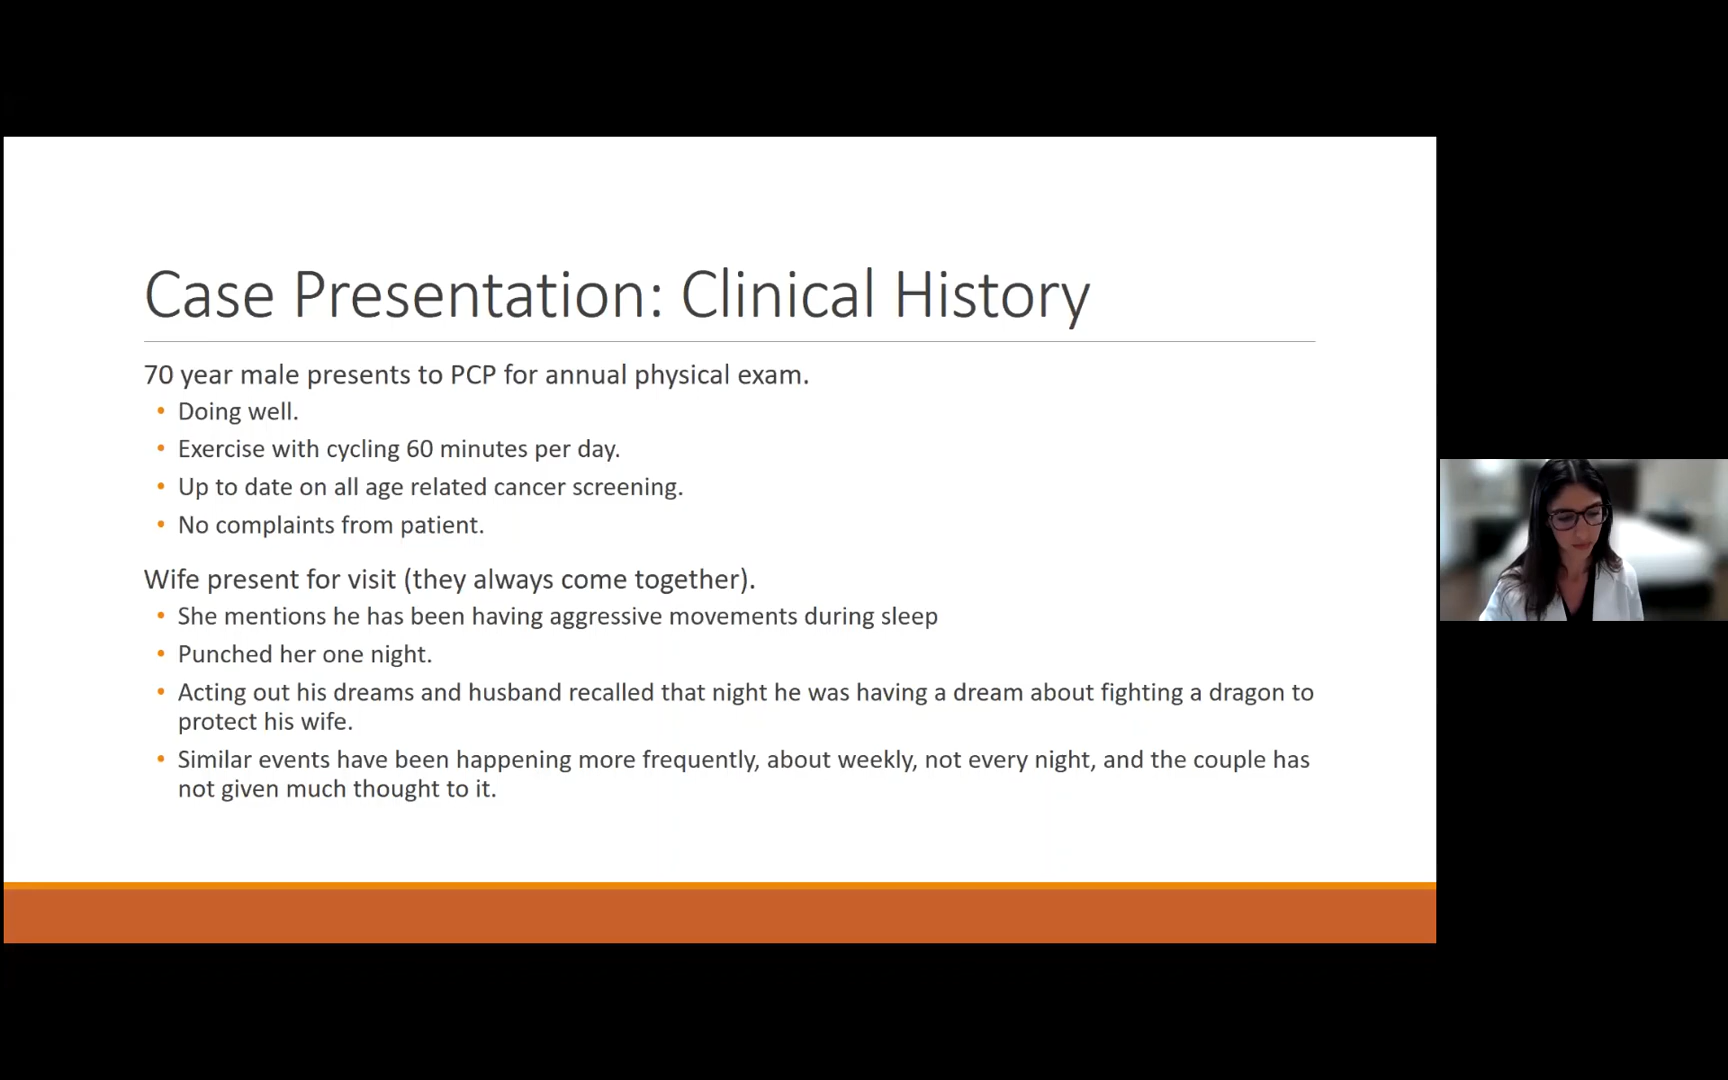 Case Presentation: Clinical History
70 year male presents to PCP for annual physical exam.
• Doing well.
• Exercise with cycling 60 minutes per day.
• Up to date on all age related cancer screening.
• No complaints from patient.
Wife present for visit (they always come together).
• She mentions he has been having aggressive movements during sleep
• Punched her one night.
• Acting out his dreams and husband recalled that night he was having a dream about fighting a dragon to
protect his wife.
• Similar events have been happening more frequently, about weekly, not every night, and the couple has
not given much thought to it.